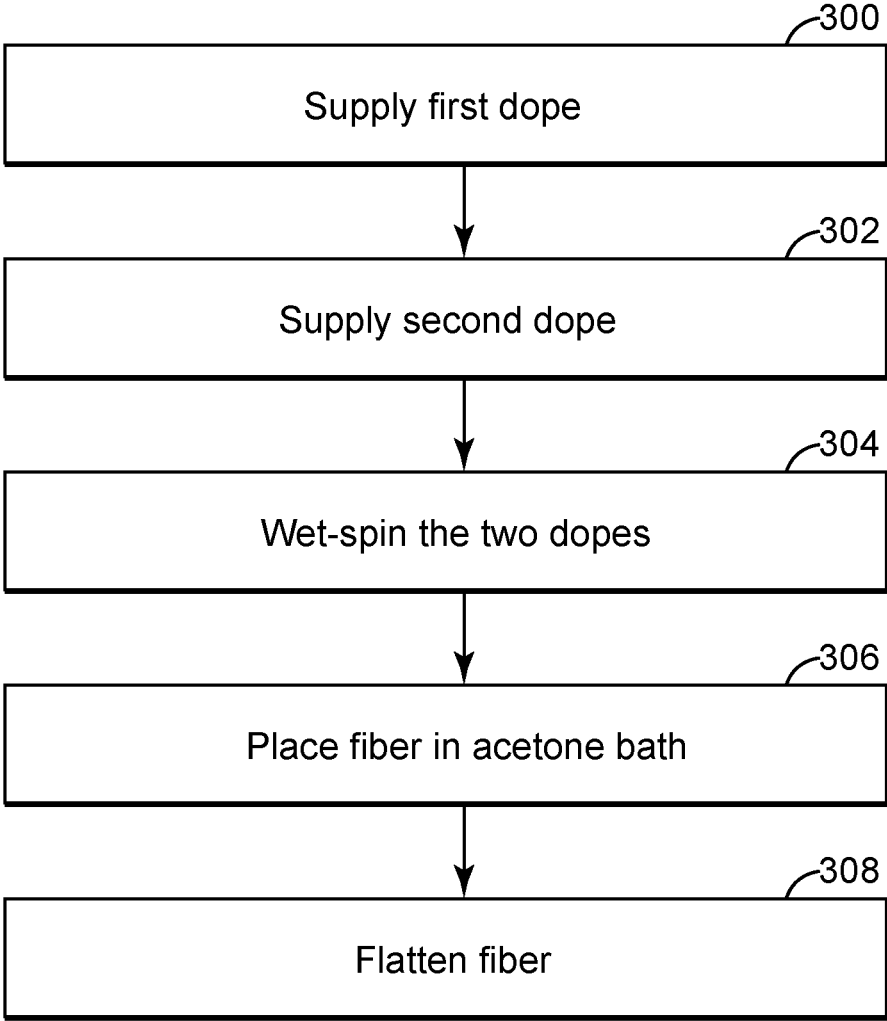 300
Supply first dope
302
Supply second dope
304
Wet-spin the two dopes
306
Place fiber in acetone bath
308
Flatten fiber